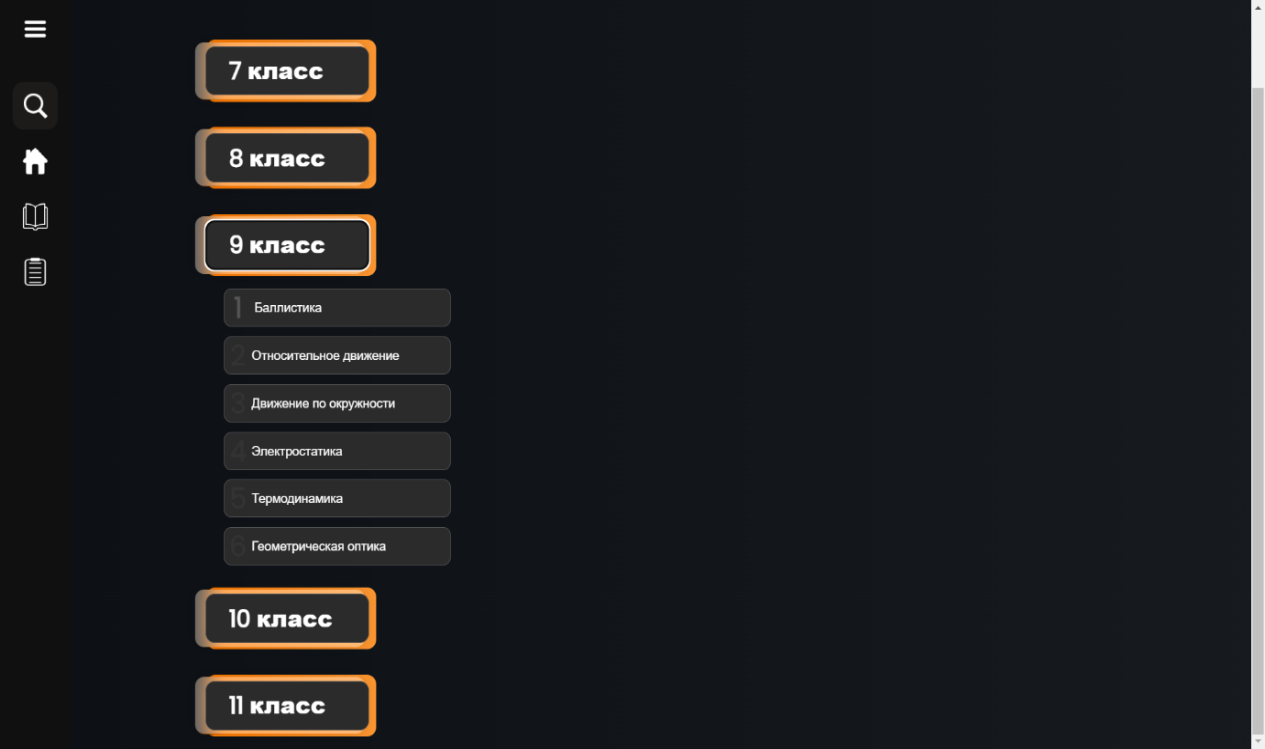 7 класс
8 класс
9 класс
1 Баллистика
2 Относительное движение
3 Движение по окружности
4 Электростатика
5 Термодинамика
6 Геометрическая оптика
10 класс
11 класс